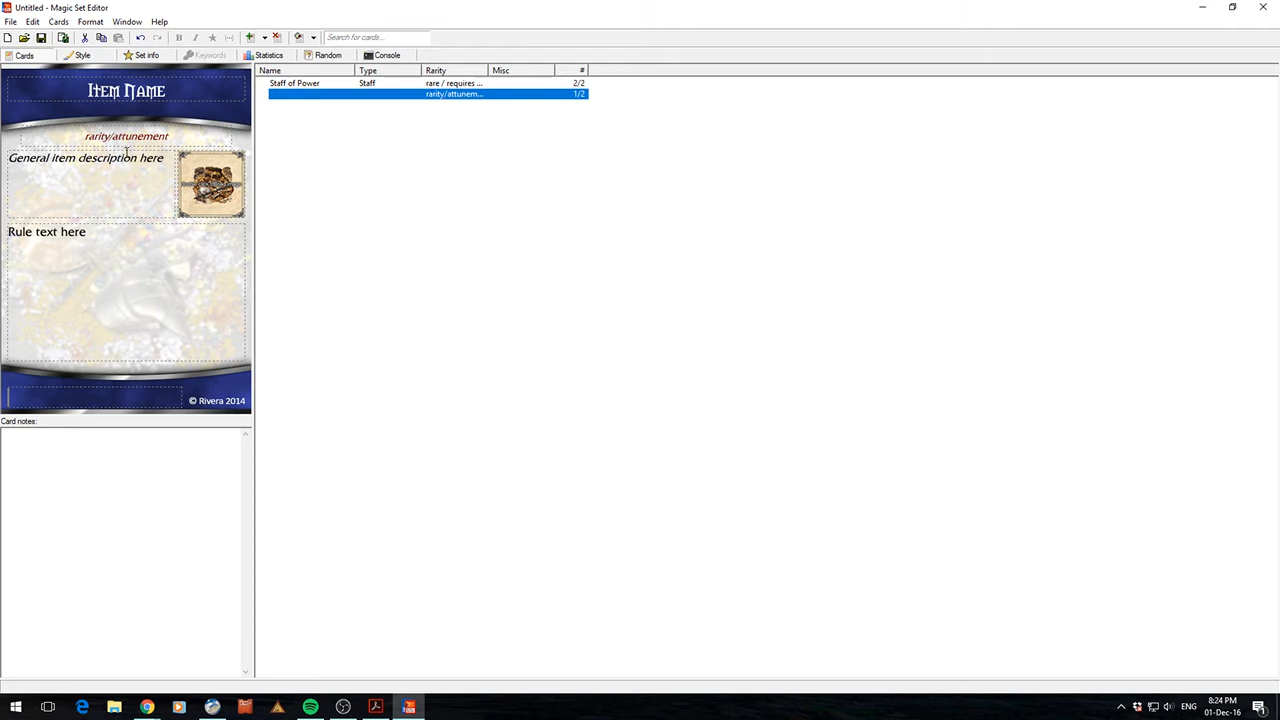 Untitled - Magic Set Editor
File Edit Cards Format Window Help
Search for cards...
Cards Style Set info Keywords Statistics Random Console
Name Type Rarity Misc #
Staff of Power Staff rare / requires ... 2/2
rarity/attunem... 1/2
Item Name
rarity/attunement
General item description here
Rule text here
© Rivera 2014
Card notes:
ENG
8:24 PM
01-Dec-16